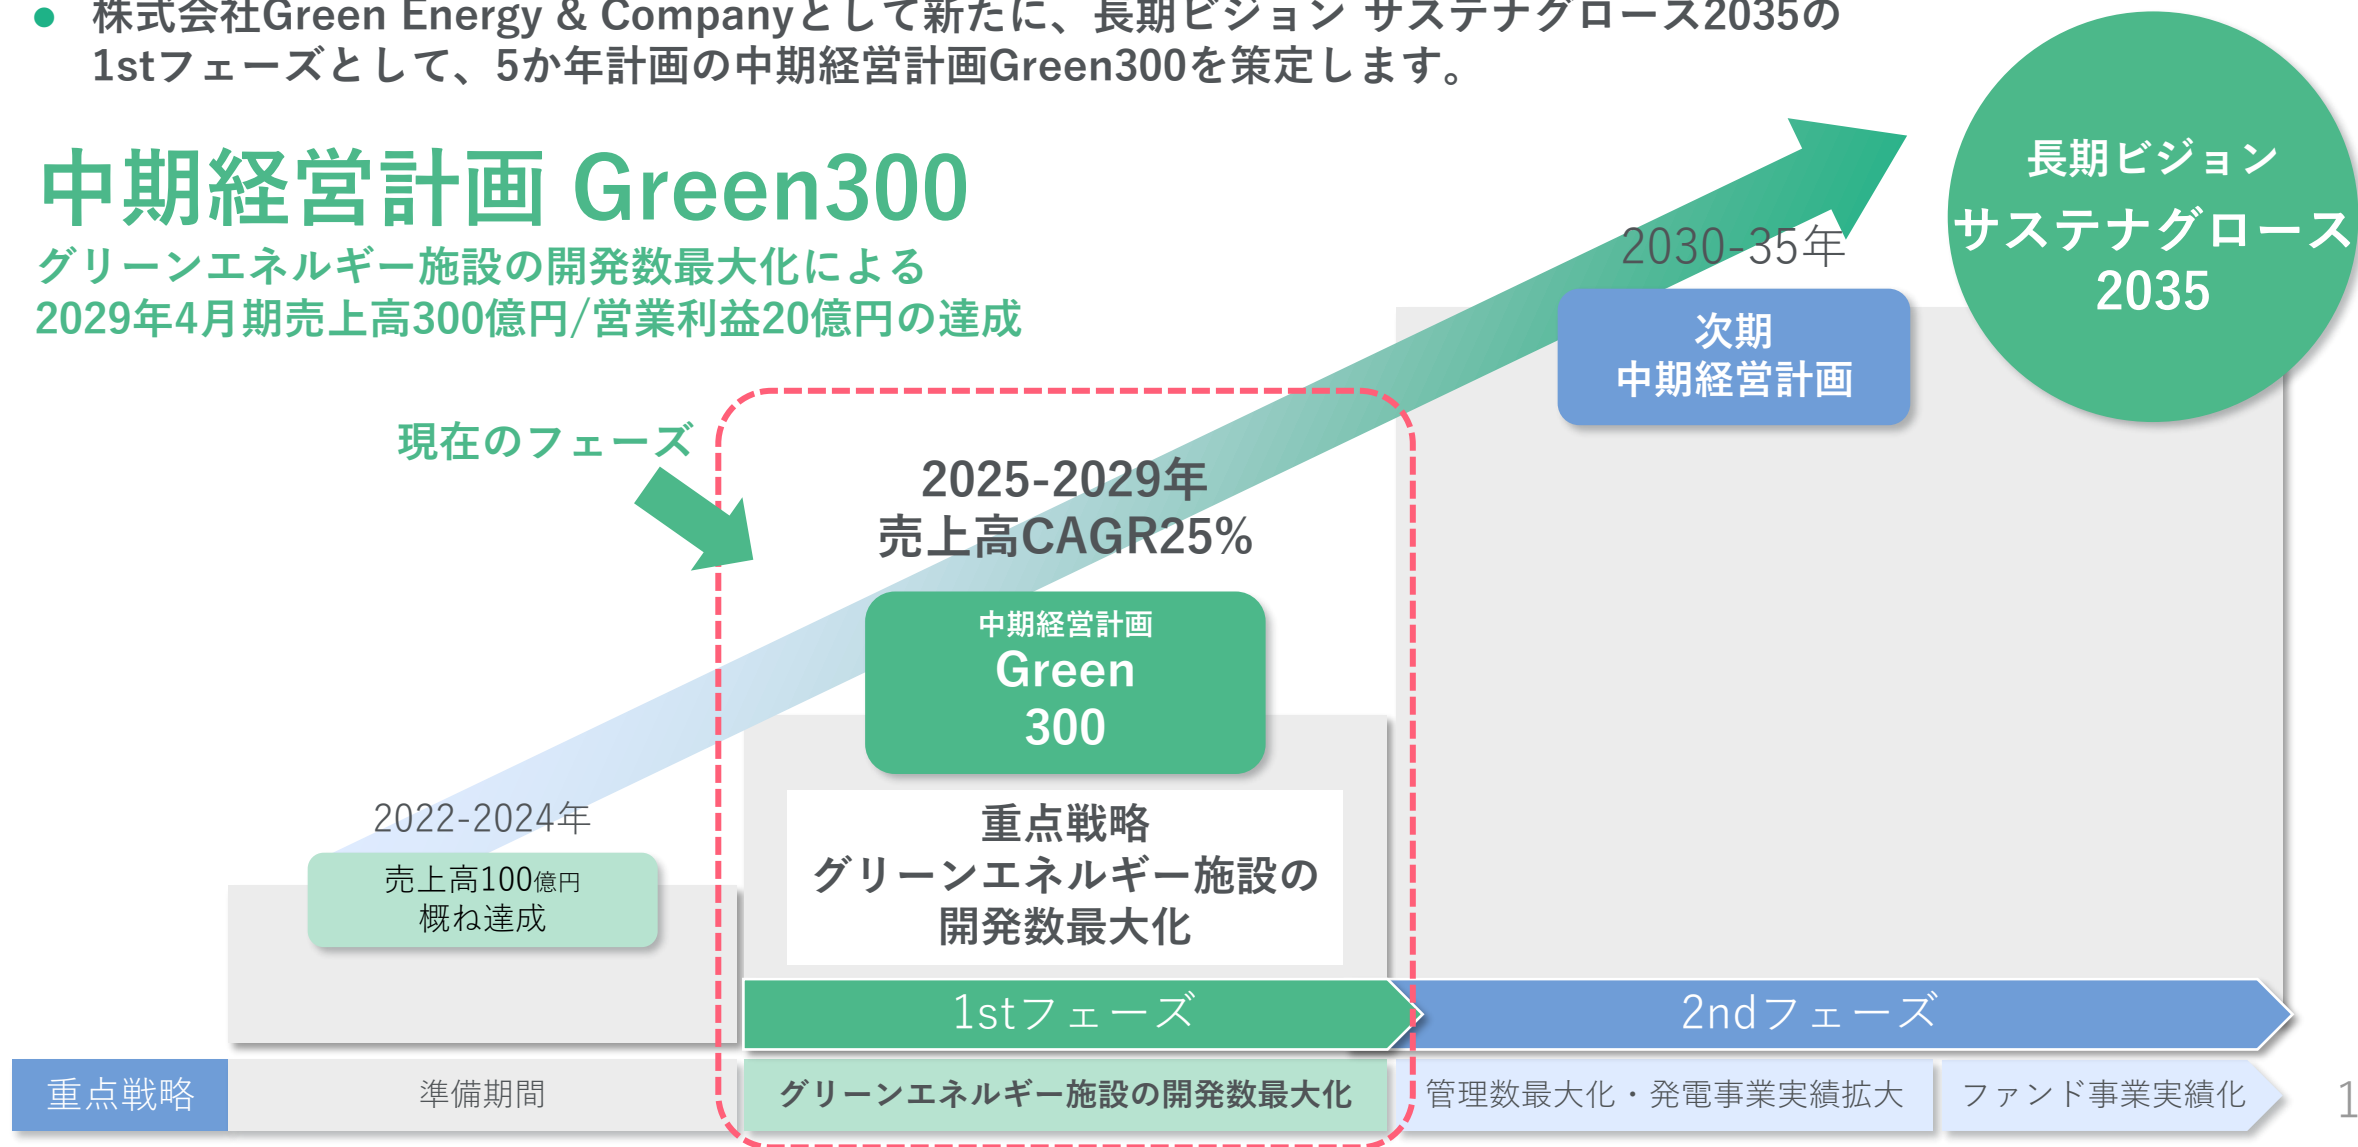 ● 株式会社Green Energy & Companyとして新たに、長期ビジョン サステナグロース2035の
1stフェーズとして、5か年計画の中期経営計画Green300を策定します。
中期経営計画 Green300
グリーンエネルギー施設の開発数最大化による
2029年4月期売上高300億円/営業利益20億円の達成
長期ビジョン
サステナグロース
2035
2030-35年
次期
中期経営計画
現在のフェーズ
2025-2029年
売上高CAGR25%
中期経営計画
Green
300
重点戦略
グリーンエネルギー施設の
開発数最大化
2022-2024年
売上高100億円
概ね達成
1stフェーズ
2ndフェーズ
重点戦略
準備期間
グリーンエネルギー施設の開発数最大化
管理数最大化・発電事業実績拡大
ファンド事業実績化
1